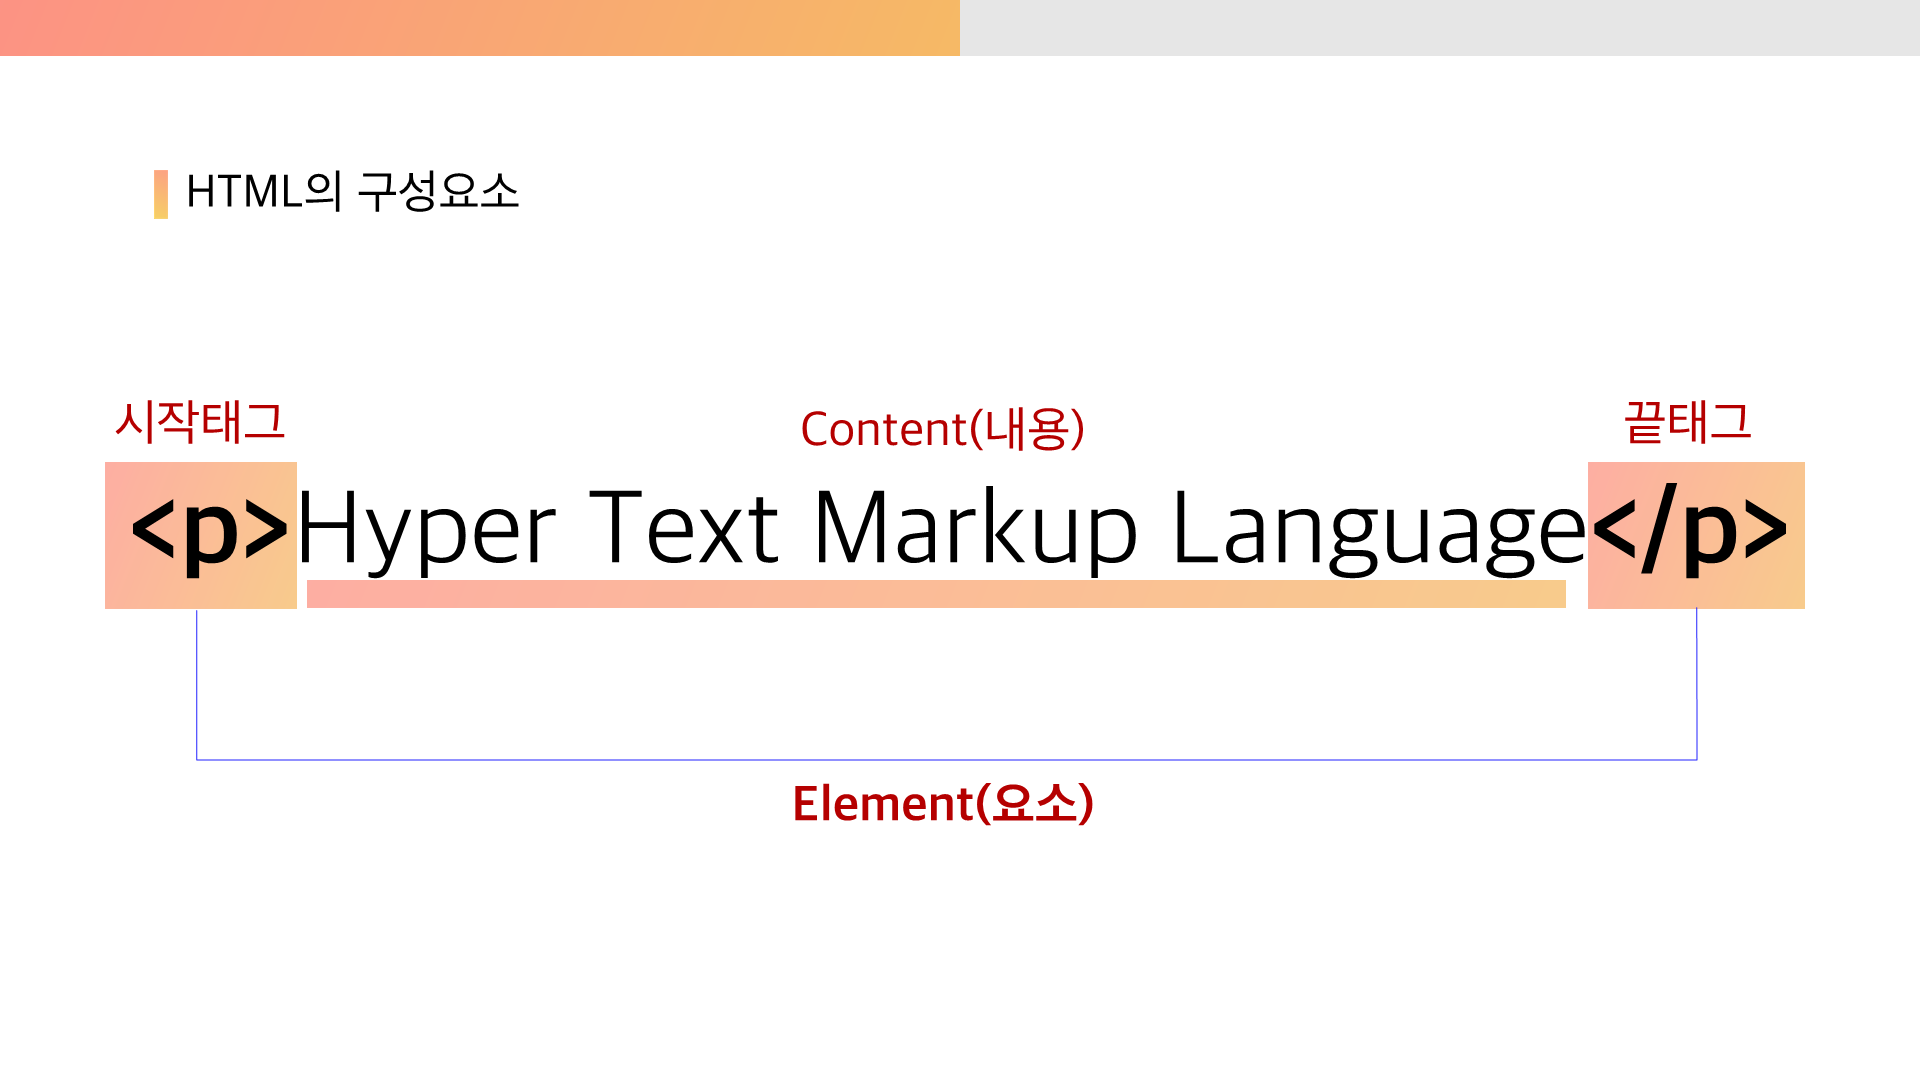 HTML의 구성요소
시작태그
Content(내용)
끝태그
<p>Hyper Text Markup Language</p>
Element(요소)